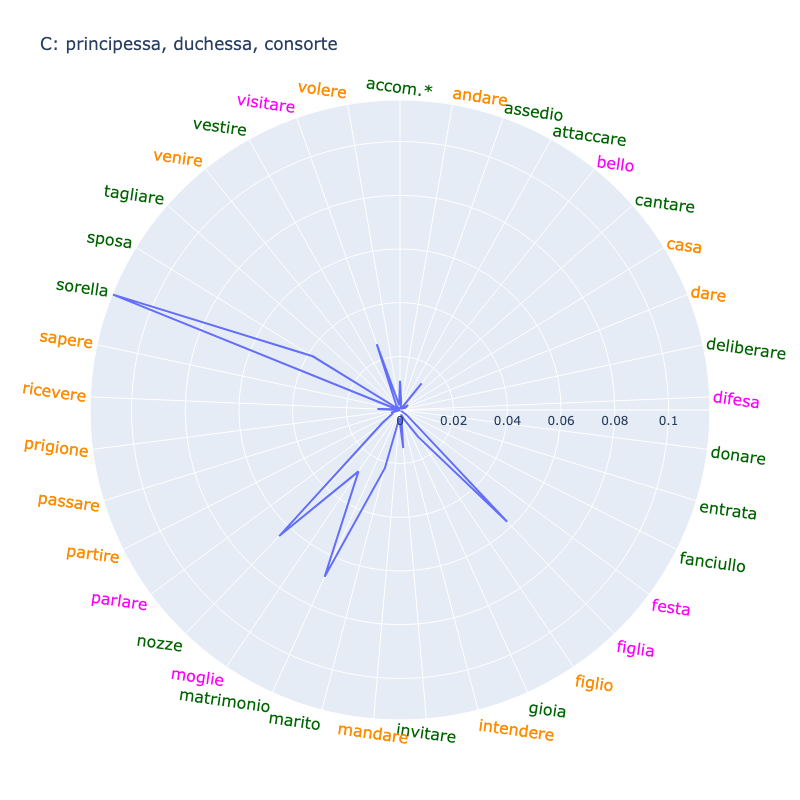 C: principessa, duchessa, consorte
accom.*
andare
assedio
attaccare
bello
cantare
casa
dare
deliberare
difesa
donare
entrata
fanciullo
festa
figlia
figlio
gioia
intendere
invitare
mandare
marito
matrimonio
moglie
nozze
parlare
partire
passare
prigione
ricevere
sapere
sorella
sposa
tagliare
venire
vestire
visitare
volere
0
0.02
0.04
0.06
0.08
0.1